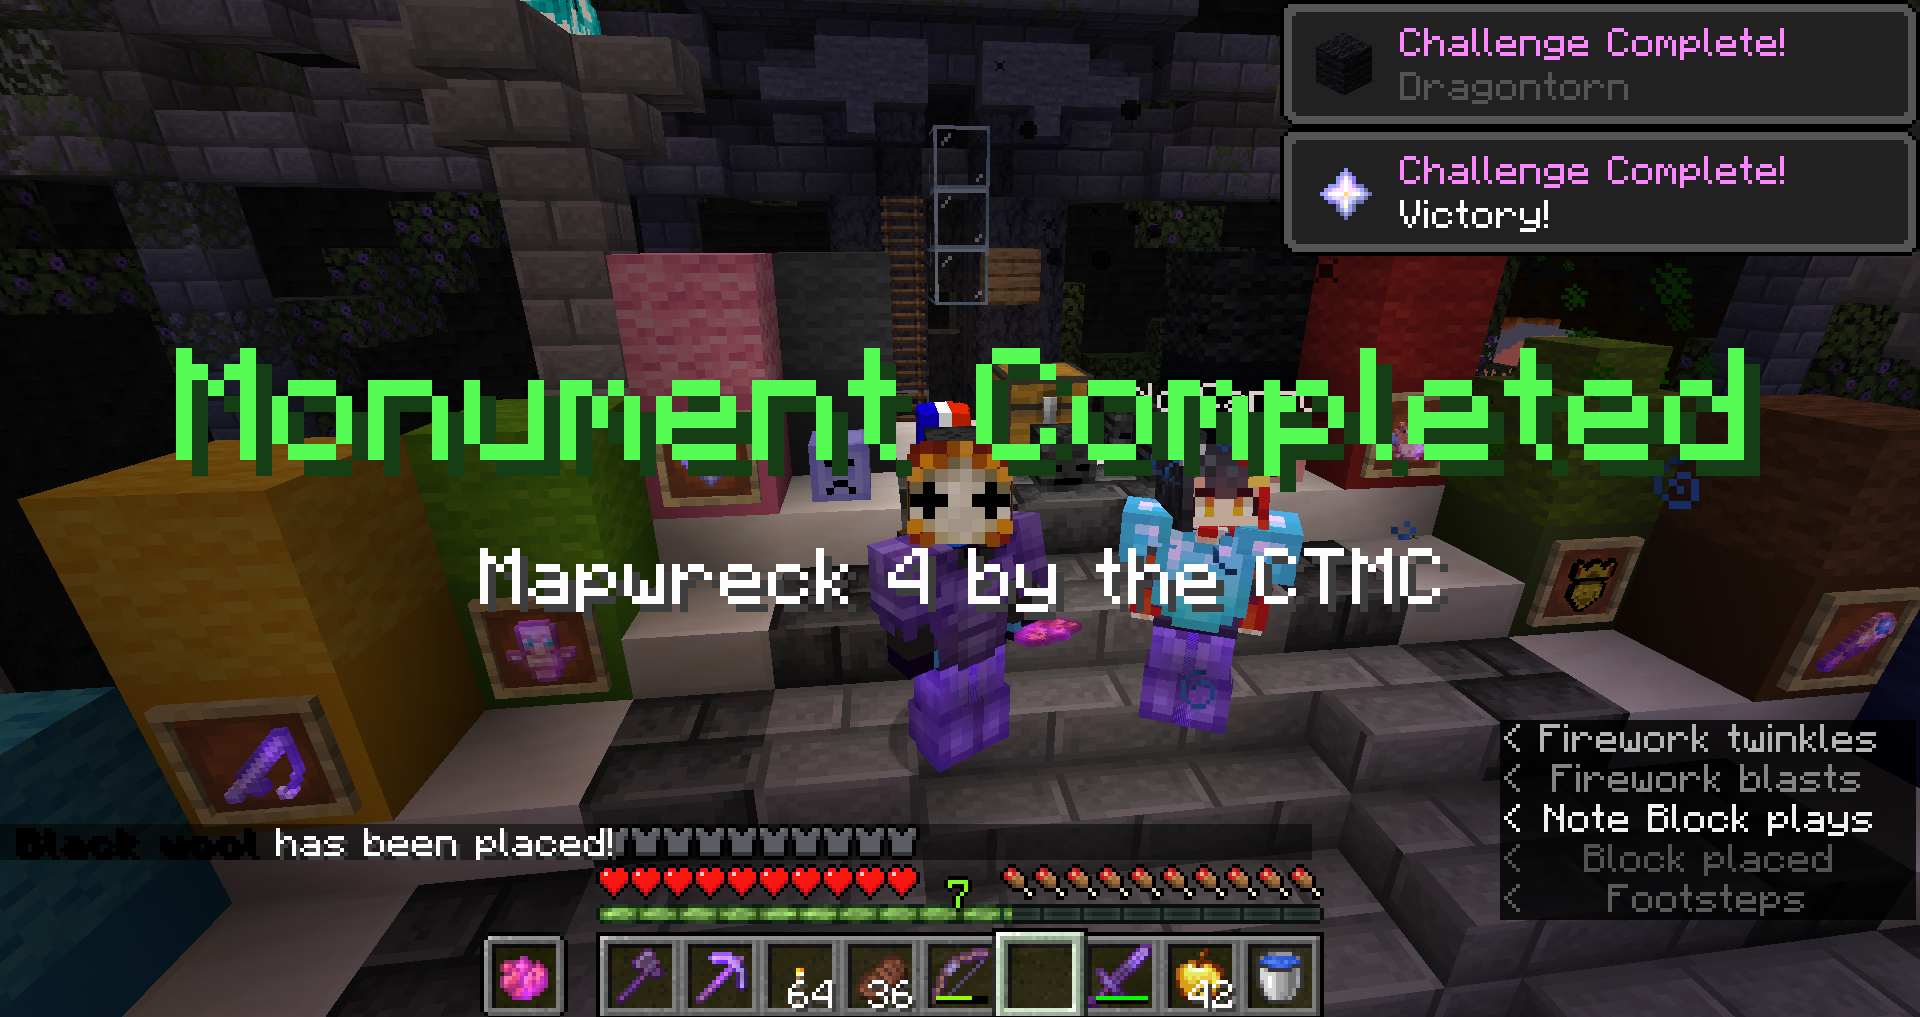 Challenge Complete!
Dragontorn
Challenge Complete!
Victory!
Monument Completed
Mapwreck 4 by the CTMC
< Firework twinkles
< Firework blasts
< Note Block plays
< Block placed
< Footsteps
Black wool has been placed!
7
64
36
42